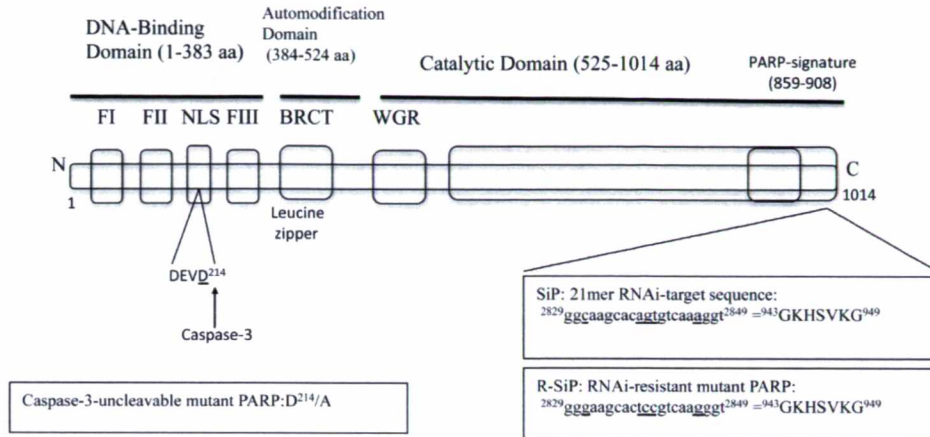 DNA-Binding
Domain (1-383 aa)
Automodification
Domain
(384-524 aa)
Catalytic Domain (525-1014 aa)
PARP-signature
(859-908)
FI FII NLS FIII BRCT WGR
N
C
1
1014
Leucine
zipper
DEVD²¹⁴
Caspase-3
SiP: 21mer RNAi-target sequence:
²⁸²⁹ggcaagcacagtgtcaaaggt²⁸⁴⁹ =⁹⁴³GKHSVKG⁹⁴⁹
Caspase-3-uncleavable mutant PARP:D²¹⁴/A
R-SiP: RNAi-resistant mutant PARP:
²⁸²⁹gggaagcactccgtcaagggt²⁸⁴⁹ =⁹⁴³GKHSVKG⁹⁴⁹